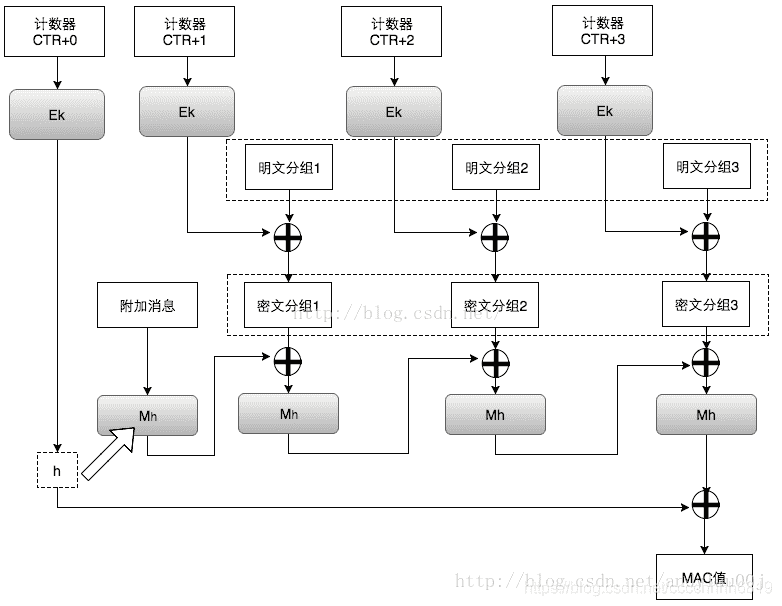 计数器
CTR+0
计数器
CTR+1
计数器
CTR+2
计数器
CTR+3
Ek
Ek
Ek
Ek
明文分组1
明文分组2
明文分组3
附加消息
密文分组1
密文分组2
密文分组3
http://blog.csdn.net/
Mh
Mh
Mh
Mh
h
MAC值
http://blog.csdn.net/